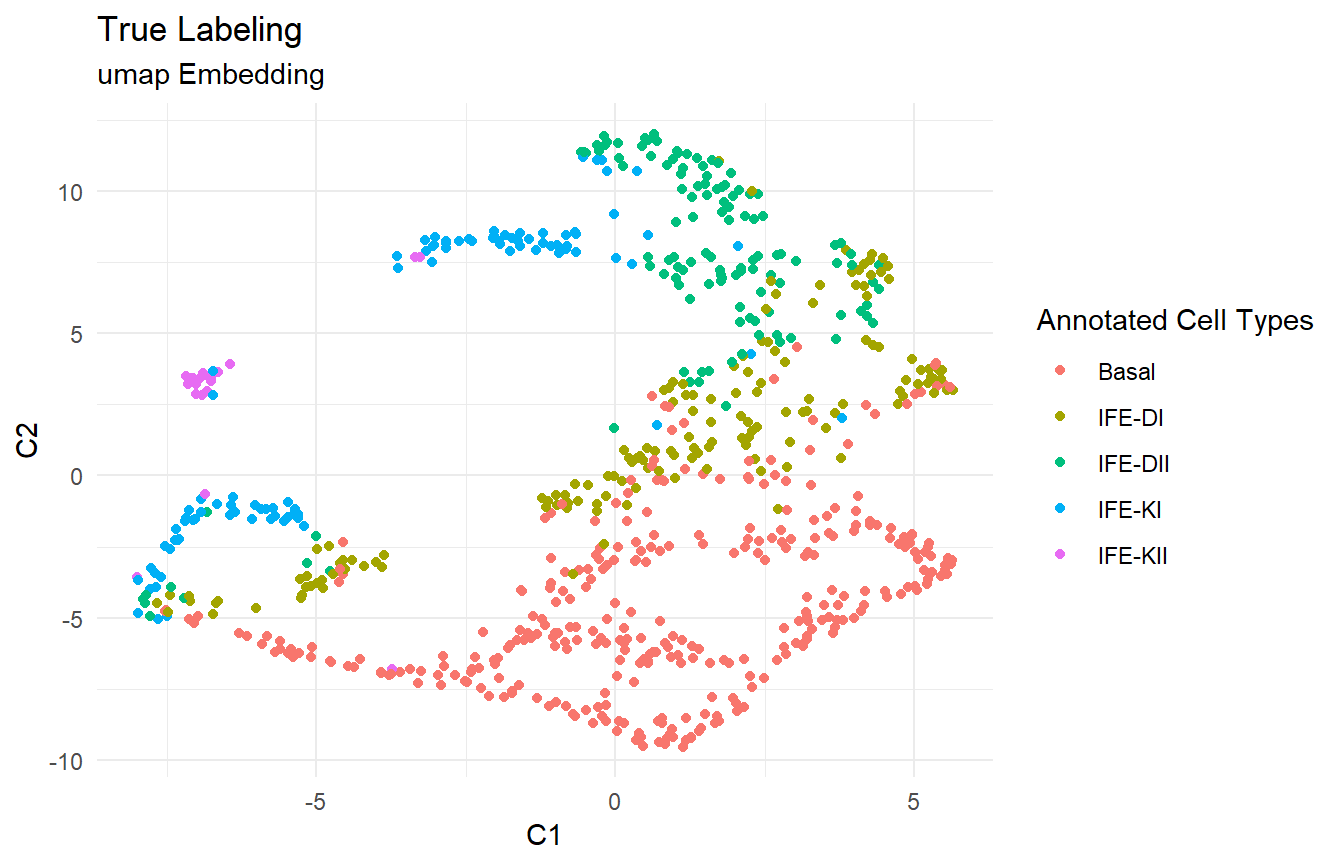 True Labeling
umap Embedding
10
5
0
-5
-10
C2
-5
0
5
C1
Annotated Cell Types
Basal
IFE-DI
IFE-DII
IFE-KI
IFE-KII